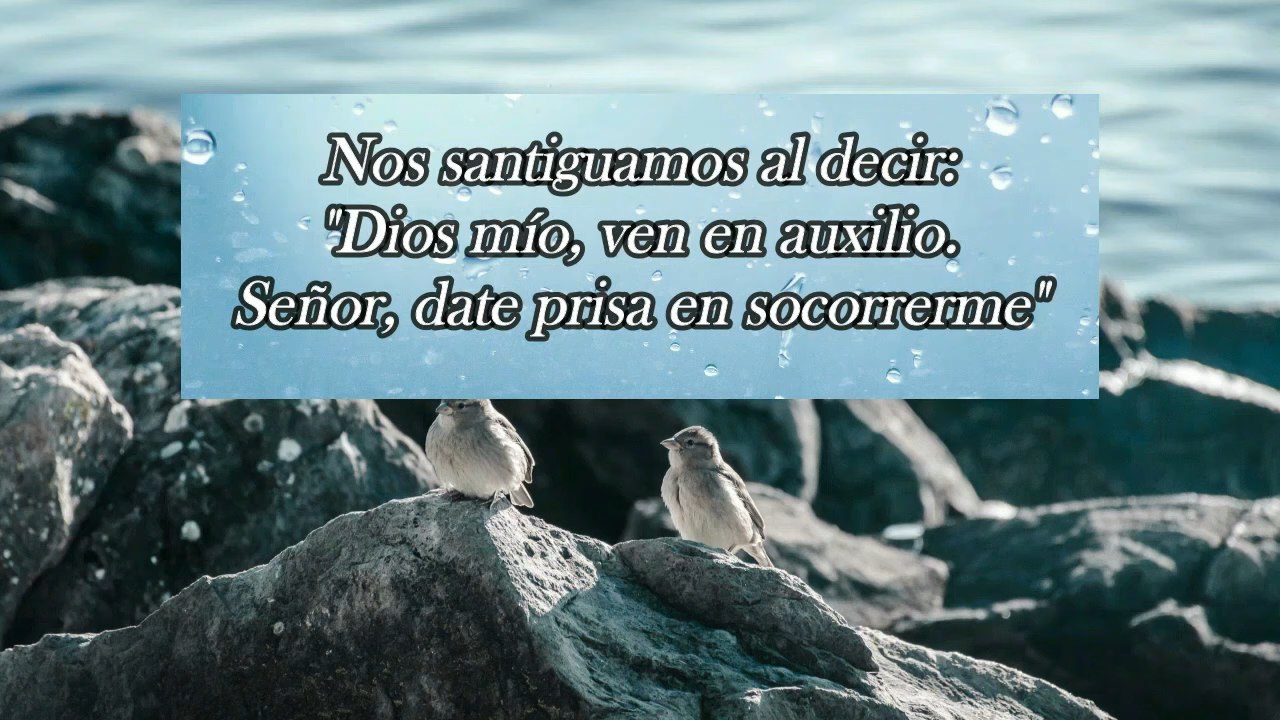 Nos santiguamos al decir:
"Dios mío, ven en auxilio.
Señor, date prisa en socorrerme"